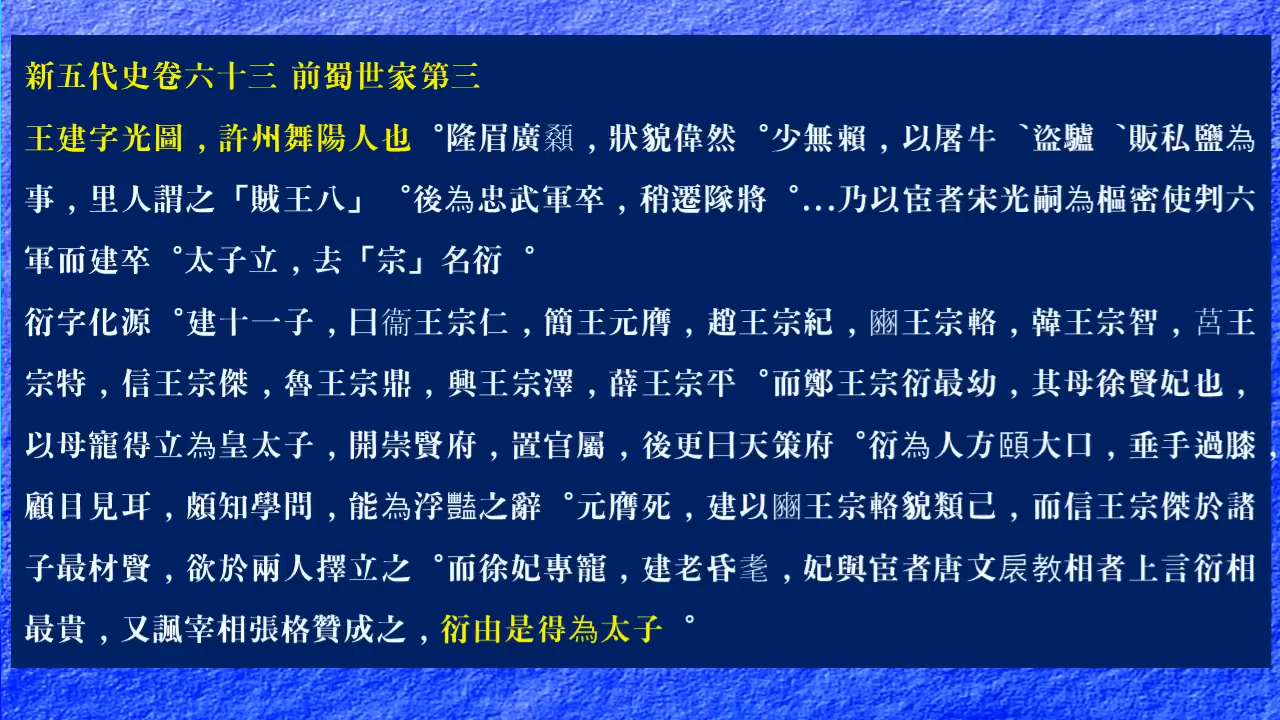 新五代史卷六十三 前蜀世家第三
王建字光圖，許州舞陽人也。隆眉廣顙，狀貌偉然。少無賴，以屠牛、盜驢、販私鹽為
事，里人謂之「賊王八」。後為忠武軍卒，稍遷隊將。...乃以宦者宋光嗣為樞密使判六
軍而建卒。太子立，去「宗」名衍。
衍字化源。建十一子，曰衞王宗仁，簡王元膺，趙王宗紀，豳王宗輅，韓王宗智，莒王
宗特，信王宗傑，魯王宗鼎，興王宗澤，薛王宗平。而鄭王宗衍最幼，其母徐賢妃也，
以母寵得立為皇太子，開崇賢府，置官屬，後更曰天策府。衍為人方頤大口，垂手過膝，
顧目見耳，頗知學問，能為浮豔之辭。元膺死，建以豳王宗輅貌類己，而信王宗傑於諸
子最材賢，欲於兩人擇立之。而徐妃專寵，建老昏耄，妃與宦者唐文扆教相者上言衍相
最貴，又諷宰相張格贊成之，衍由是得為太子。